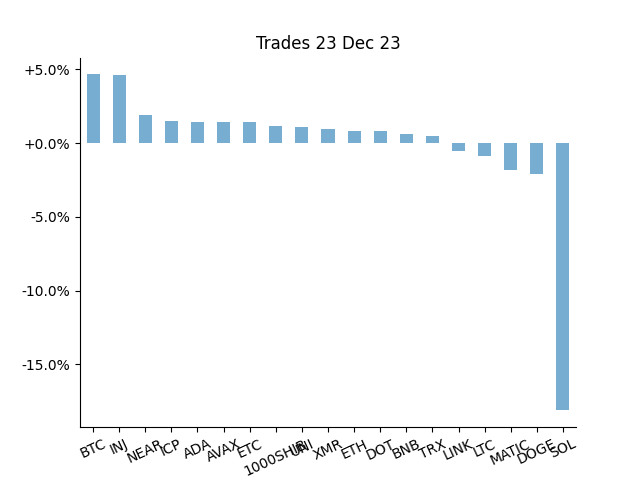 Trades 23 Dec 23
+5.0%
+0.0%
-5.0%
-10.0%
-15.0%
BTC INJ NEAR ICP ADA AVAX ETC 1000SHIB UNI XMR ETH DOT BNB TRX LINK LTC MATIC DOGE SOL